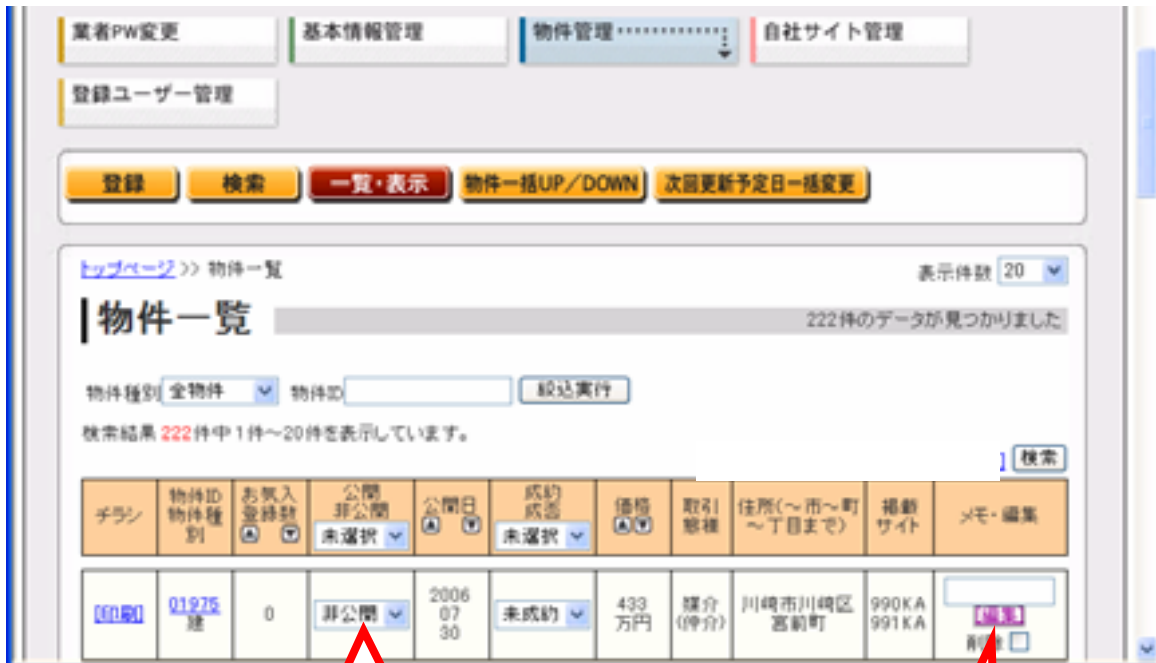 業者PW変更 基本情報管理 物件管理 自社サイト管理
登録ユーザー管理
登録 検索 一覧・表示 物件一括UP/DOWN 次回更新予定日一括変更
トップページ >> 物件一覧 表示件数 20
物件一覧 222件のデータが見つかりました
物件種別 全物件 物件ID 絞込実行
検索結果 222件中 1件～20件を表示しています。
] 検索
チラシ 物件ID 物件種別 お気入登録数 公開 非公開 未選択 公開日 成約 成否 未選択 価格 取引態様 住所(～市～町～丁目まで) 掲載サイト メモ・編集
[印刷] 01975 建 0 非公開 2006 07 30 未成約 433万円 媒介(仲介) 川崎市川崎区宮前町 990KA 991KA [編集]